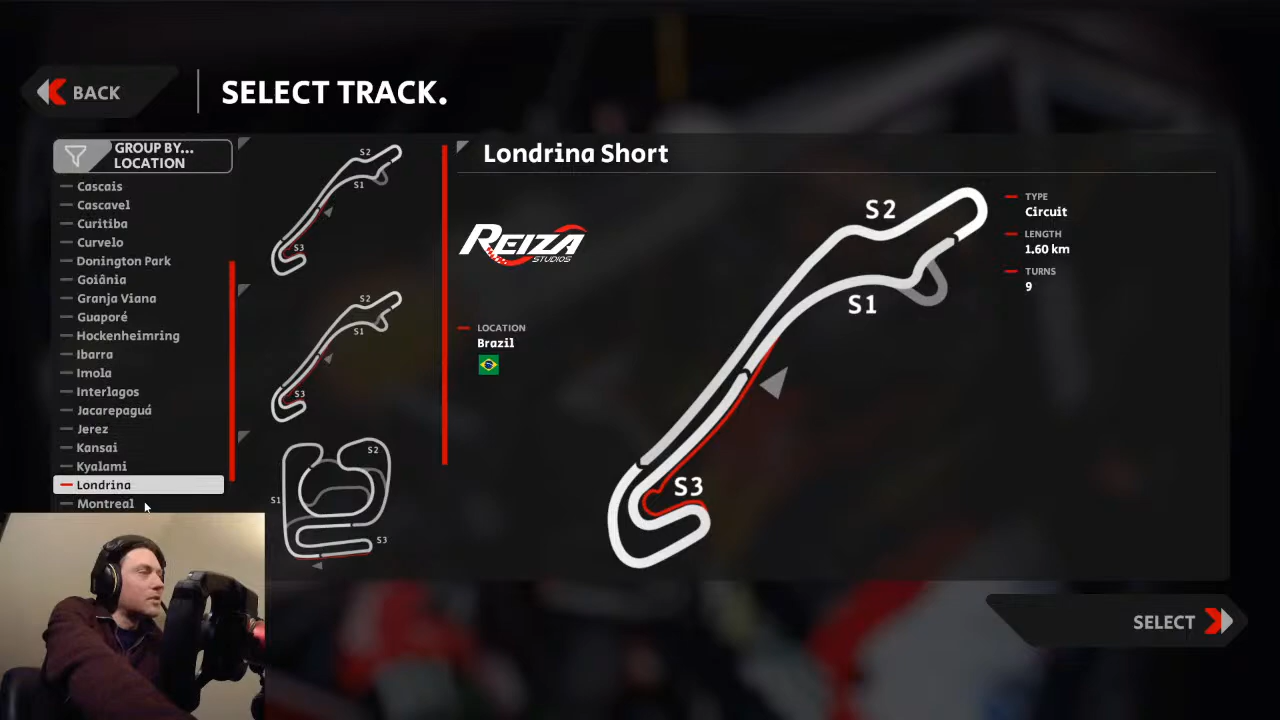 BACK
SELECT TRACK.
GROUP BY...
LOCATION
Cascais
Cascavel
Curitiba
Curvelo
Donington Park
Goiânia
Granja Viana
Guaporé
Hockenheimring
Ibarra
Imola
Interlagos
Jacarepaguá
Jerez
Kansai
Kyalami
Londrina
Montreal
S2
S1
S3
S2
S1
S3
S2
S1
S3
Londrina Short
REIZA
STUDIOS
LOCATION
Brazil
S2
S1
S3
TYPE
Circuit
LENGTH
1.60 km
TURNS
9
SELECT